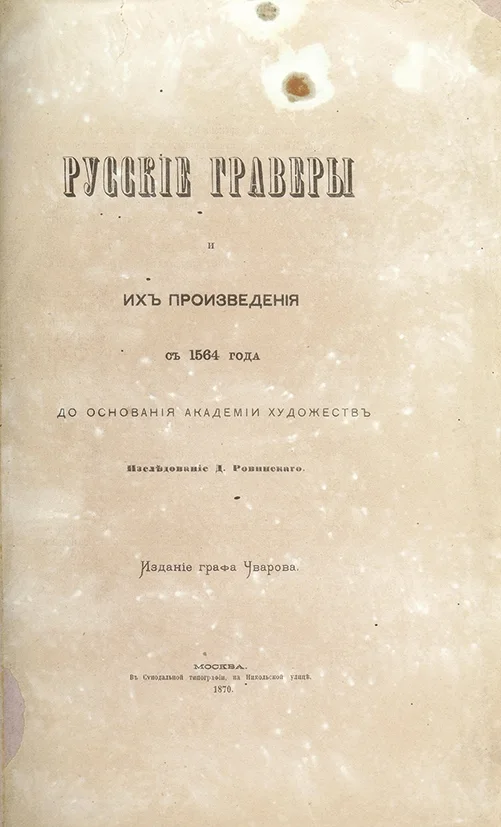 РУССКІЕ ГРАВЕРЫ
И
ИХЪ ПРОИЗВЕДЕНІЯ
СЪ 1564 ГОДА
ДО ОСНОВАНІЯ АКАДЕМІИ ХУДОЖЕСТВЪ
Изслѣдованіе Д. Ровинскаго.
Изданіе графа Уварова.
МОСКВА.
Въ Сунодальной типографіи, на Никольской улицѣ.
1870.